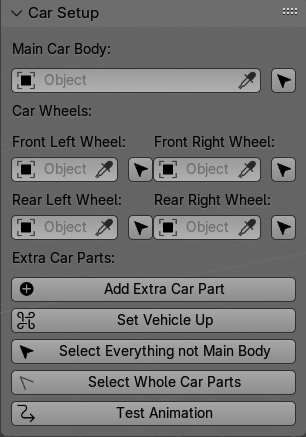 Car Setup
Main Car Body:
Object
Car Wheels:
Front Left Wheel: Front Right Wheel:
Object Object
Rear Left Wheel: Rear Right Wheel:
Object Object
Extra Car Parts:
Add Extra Car Part
Set Vehicle Up
Select Everything not Main Body
Select Whole Car Parts
Test Animation